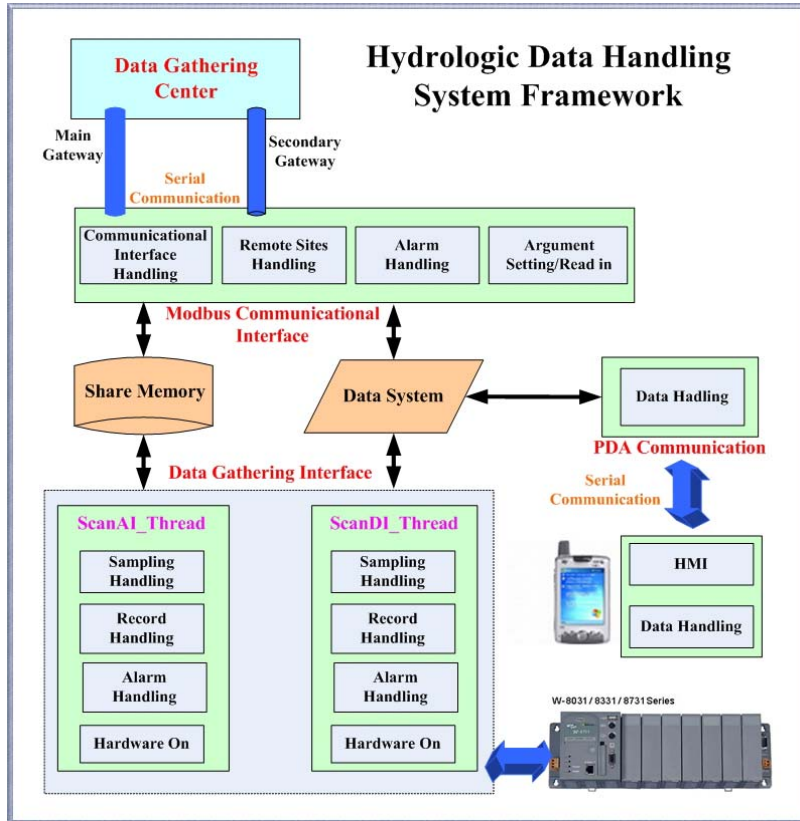 Hydrologic Data Handling
System Framework
Data Gathering
Center
Main
Gateway
Secondary
Gateway
Serial
Communication
Communicational
Interface
Handling
Remote Sites
Handling
Alarm
Handling
Argument
Setting/Read in
Modbus Communicational
Interface
Share Memory
Data System
Data Hadling
PDA Communication
Data Gathering Interface
Serial
Communication
ScanAI_Thread
Sampling
Handling
Record
Handling
Alarm
Handling
Hardware On
ScanDI_Thread
Sampling
Handling
Record
Handling
Alarm
Handling
Hardware On
HMI
Data Handling
W-8031 / 8331 / 8731 Series